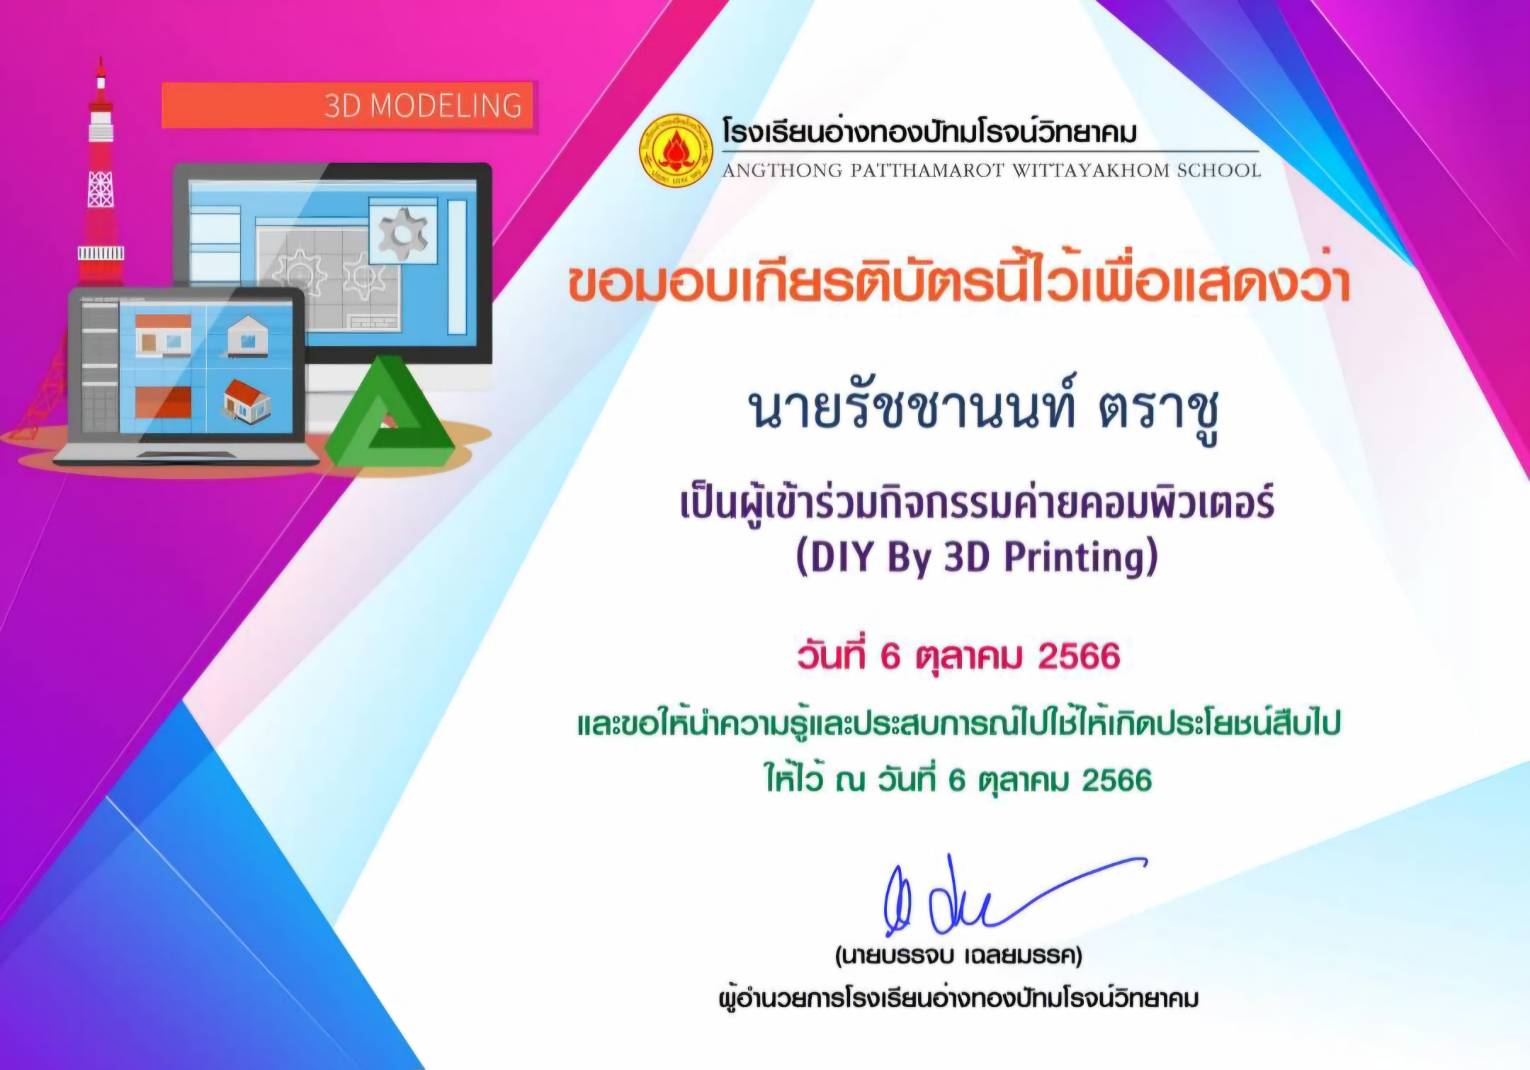 3D MODELING
โรงเรียนอ่างทองปัทมโรจน์วิทยาคม
ANGTHONG PATTHAMAROT WITTAYAKHOM SCHOOL
ขอมอบเกียรติบัตรนี้ไว้เพื่อแสดงว่า
นายรัชชานนท์ ตราชู
เป็นผู้เข้าร่วมกิจกรรมค่ายคอมพิวเตอร์
(DIY By 3D Printing)
วันที่ 6 ตุลาคม 2566
และขอให้นำความรู้และประสบการณ์ไปใช้ให้เกิดประโยชน์สืบไป
ให้ไว้ ณ วันที่ 6 ตุลาคม 2566
(นายบรรจบ เฉลยมรรค)
ผู้อำนวยการโรงเรียนอ่างทองปัทมโรจน์วิทยาคม